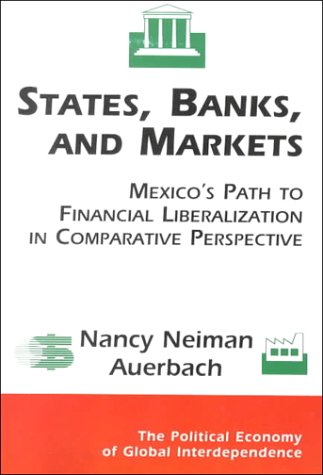 States, Banks,
and Markets
Mexico's Path to
Financial Liberalization
in Comparative Perspective
Nancy Neiman
Auerbach
The Political Economy
of Global Interdependence